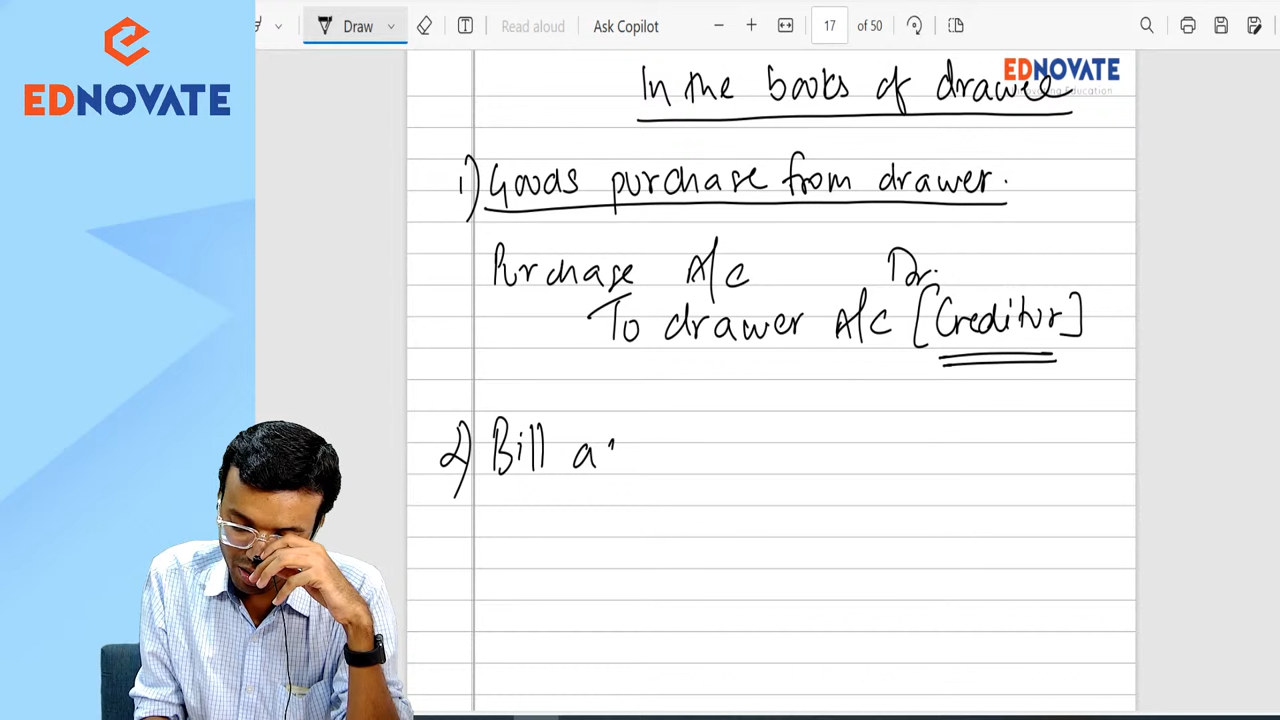 Draw
Read aloud
Ask Copilot
17 of 50
EDNOVATE
EDNOVATE
Education
In the books of drawee
1) Goods purchase from drawer.
Purchase A/c Dr.
To drawer A/c [Creditor]
2) Bill a